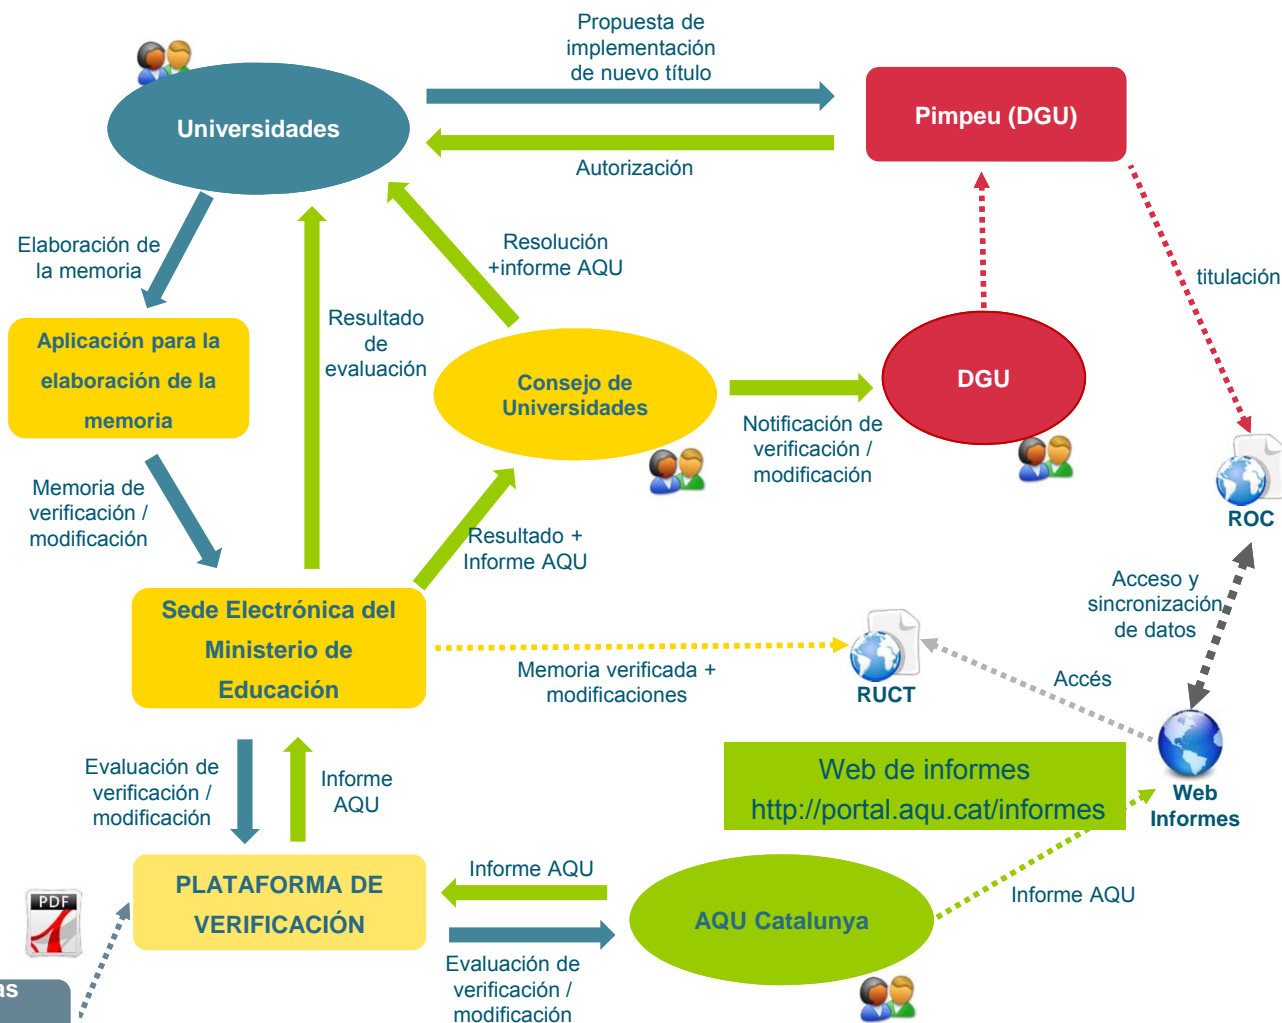 Propuesta de
implementación
de nuevo título
Universidades
Pimpeu (DGU)
Autorización
Elaboración de
la memoria
Resolución
+informe AQU
titulación
Resultado
de
evaluación
Aplicación para la
elaboración de la
memoria
Consejo de
Universidades
DGU
Notificación de
verificación /
modificación
Memoria de
verificación /
modificación
ROC
Resultado +
Informe AQU
Acceso y
sincronización
de datos
Sede Electrónica del
Ministerio de
Educación
Memoria verificada +
modificaciones
RUCT
Accés
Evaluación de
verificación /
modificación
Informe
AQU
Web de informes
http://portal.aqu.cat/informes
Web
Informes
PLATAFORMA DE
VERIFICACIÓN
Informe AQU
AQU Catalunya
Informe AQU
PDF
Evaluación de
verificación /
modificación